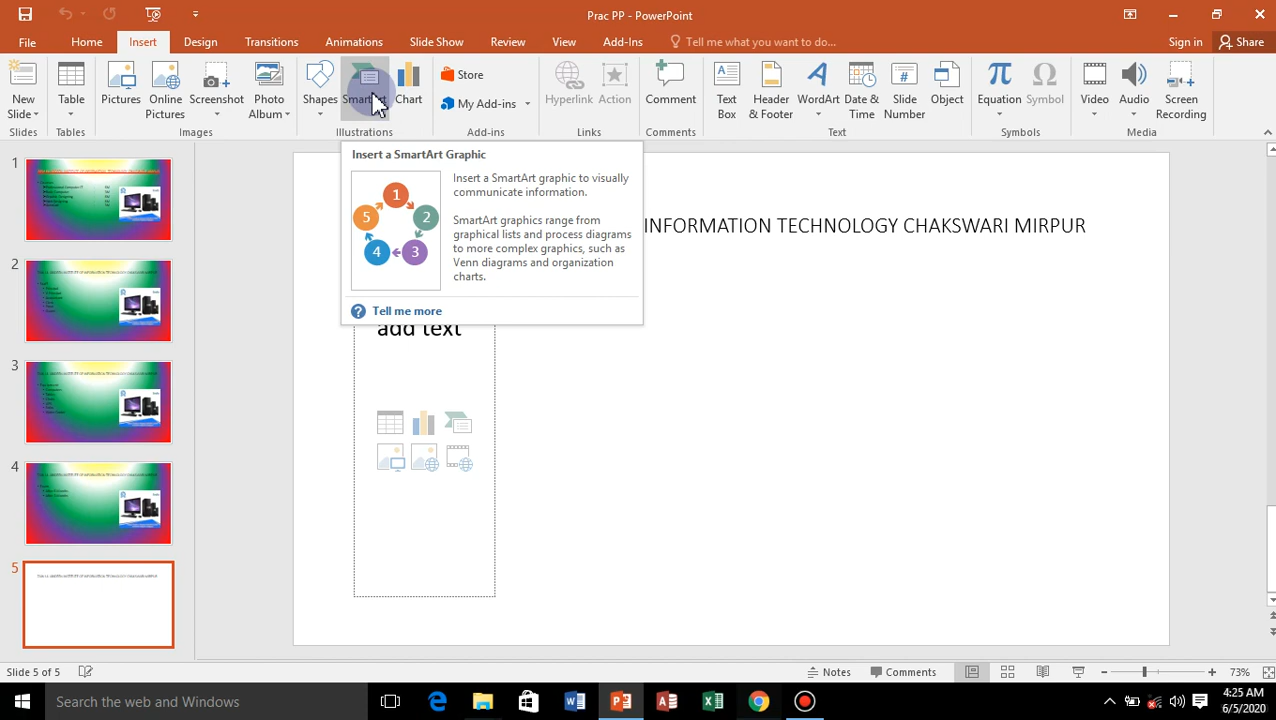 Prac PP - PowerPoint
File Home Insert Design Transitions Animations Slide Show Review View Add-Ins Tell me what you want to do... Sign in Share
New Slide
Table
Pictures
Online Pictures
Screenshot
Photo Album
Shapes
SmartArt
Chart
Store
My Add-ins
Hyperlink
Action
Comment
Text Box
Header & Footer
WordArt
Date & Time
Slide Number
Object
Equation
Symbol
Video
Audio
Screen Recording
Slides Tables Images Illustrations Add-ins Links Comments Text Symbols Media
Insert a SmartArt Graphic
Insert a SmartArt graphic to visually
communicate information.
SmartArt graphics range from
graphical lists and process diagrams
to more complex graphics, such as
Venn diagrams and organization
charts.
1
2
3
4
5
Tell me more
INFORMATION TECHNOLOGY CHAKSWARI MIRPUR
add text
1
2
3
4
5
Slide 5 of 5 Notes Comments 73%
Search the web and Windows
4:25 AM
6/5/2020